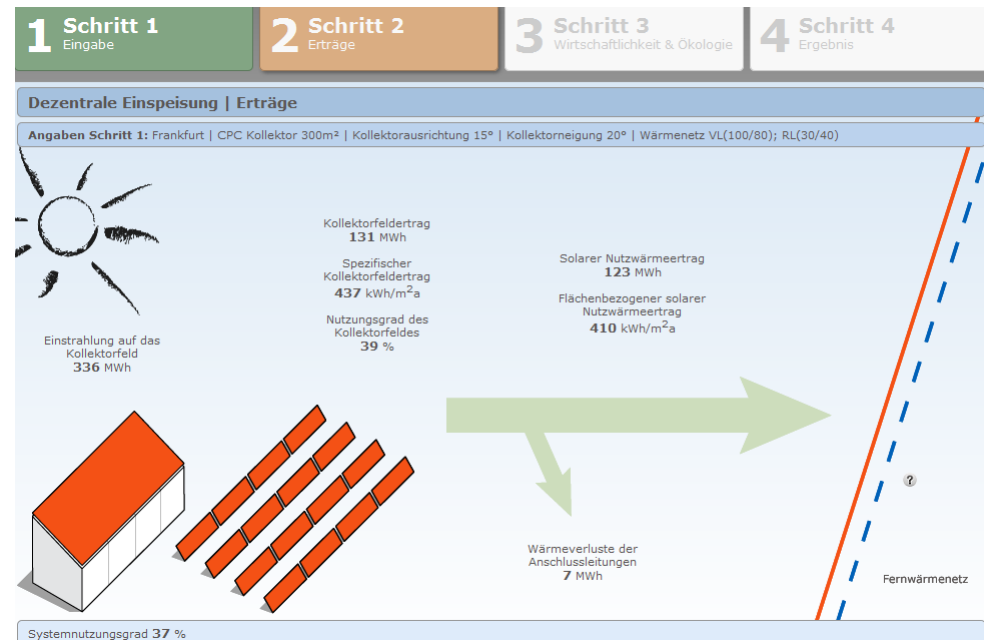 1 Schritt 1
Eingabe
2 Schritt 2
Erträge
3 Schritt 3
Wirtschaftlichkeit & Ökologie
4 Schritt 4
Ergebnis
Dezentrale Einspeisung | Erträge
Angaben Schritt 1: Frankfurt | CPC Kollektor 300m² | Kollektorausrichtung 15° | Kollektorneigung 20° | Wärmenetz VL(100/80); RL(30/40)
Einstrahlung auf das
Kollektorfeld
336 MWh
Kollektorfeldertrag
131 MWh
Spezifischer
Kollektorfeldertrag
437 kWh/m²a
Nutzungsgrad des
Kollektorfeldes
39 %
Solarer Nutzwärmeertrag
123 MWh
Flächenbezogener solarer
Nutzwärmeertrag
410 kWh/m²a
?
Wärmeverluste der
Anschlussleitungen
7 MWh
Fernwärmenetz
Systemnutzungsgrad 37 %